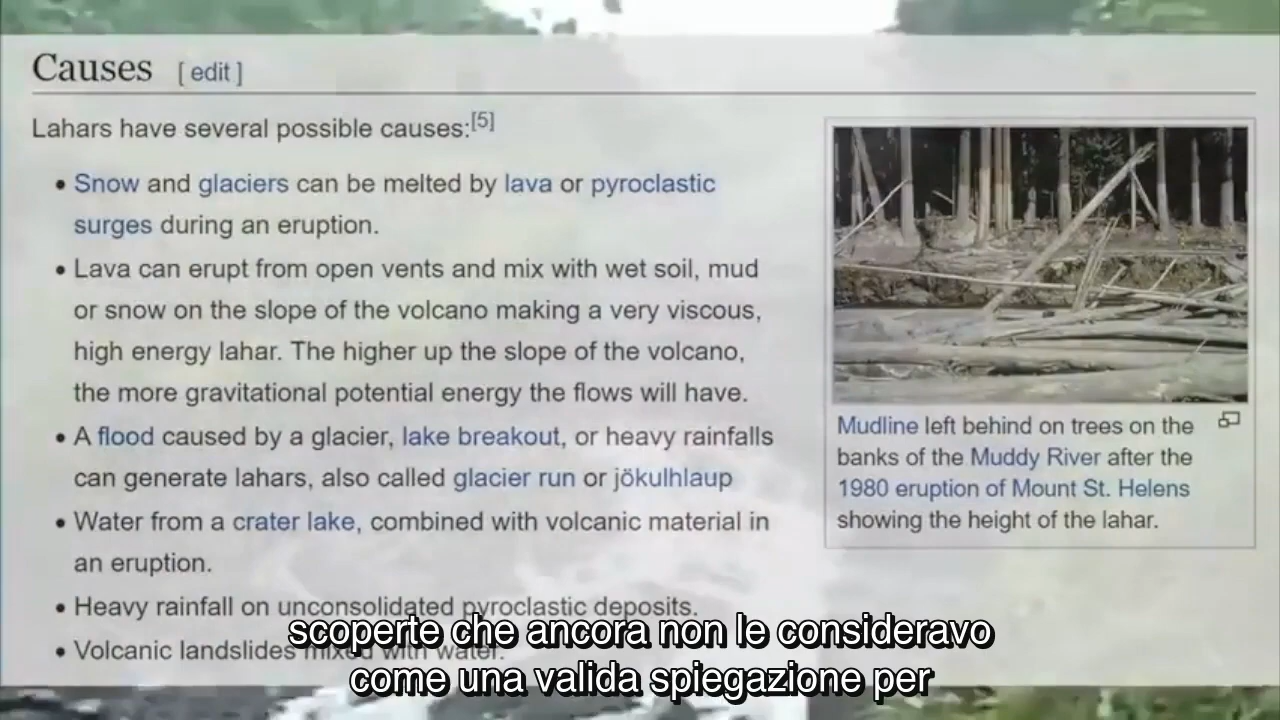 Causes [ edit ]
Lahars have several possible causes:[5]
• Snow and glaciers can be melted by lava or pyroclastic
surges during an eruption.
• Lava can erupt from open vents and mix with wet soil, mud
or snow on the slope of the volcano making a very viscous,
high energy lahar. The higher up the slope of the volcano,
the more gravitational potential energy the flows will have.
• A flood caused by a glacier, lake breakout, or heavy rainfalls
can generate lahars, also called glacier run or jökulhlaup
• Water from a crater lake, combined with volcanic material in
an eruption.
• Heavy rainfall on unconsolidated pyroclastic deposits.
• Volcanic landslides mixed with water.
Mudline left behind on trees on the
banks of the Muddy River after the
1980 eruption of Mount St. Helens
showing the height of the lahar.
scoperte che ancora non le consideravo
come una valida spiegazione per